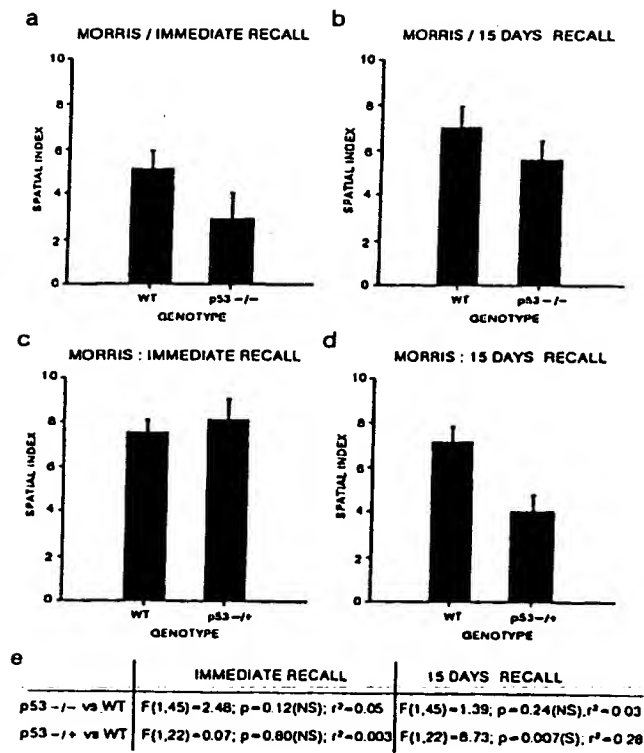 a
MORRIS / IMMEDIATE RECALL
10
8
6
4
2
0
SPATIAL INDEX
WT
p53 -/-
GENOTYPE
b
MORRIS / 15 DAYS RECALL
10
8
6
4
2
0
SPATIAL INDEX
WT
p53 -/-
GENOTYPE
c
MORRIS : IMMEDIATE RECALL
10
8
6
4
2
0
SPATIAL INDEX
WT
p53 -/+
GENOTYPE
d
MORRIS : 15 DAYS RECALL
10
8
6
4
2
0
SPATIAL INDEX
WT
p53 -/+
GENOTYPE
e
IMMEDIATE RECALL 15 DAYS RECALL
p53 -/- vs WT F(1,45)=2.48; p=0.12(NS); r²=0.05 F(1,45)=1.39; p=0.24(NS),r²=0.03
p53 -/+ vs WT F(1,22)=0.07; p=0.80(NS); r²=0.003 F(1,22)=8.73; p=0.007(S); r²=0.28